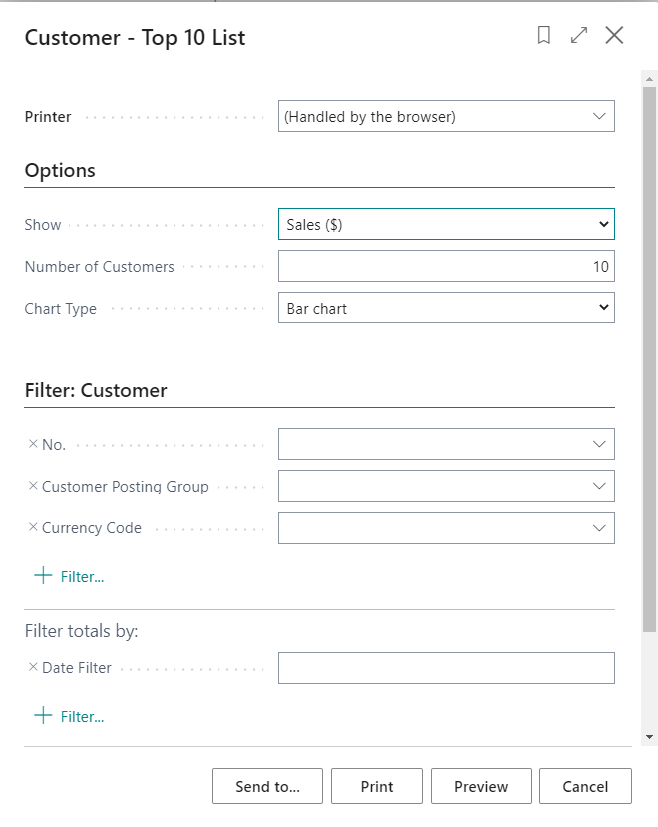 Customer - Top 10 List
Printer (Handled by the browser)
Options
Show Sales ($)
Number of Customers 10
Chart Type Bar chart
Filter: Customer
× No.
× Customer Posting Group
× Currency Code
+ Filter...
Filter totals by:
× Date Filter
+ Filter...
Send to... Print Preview Cancel